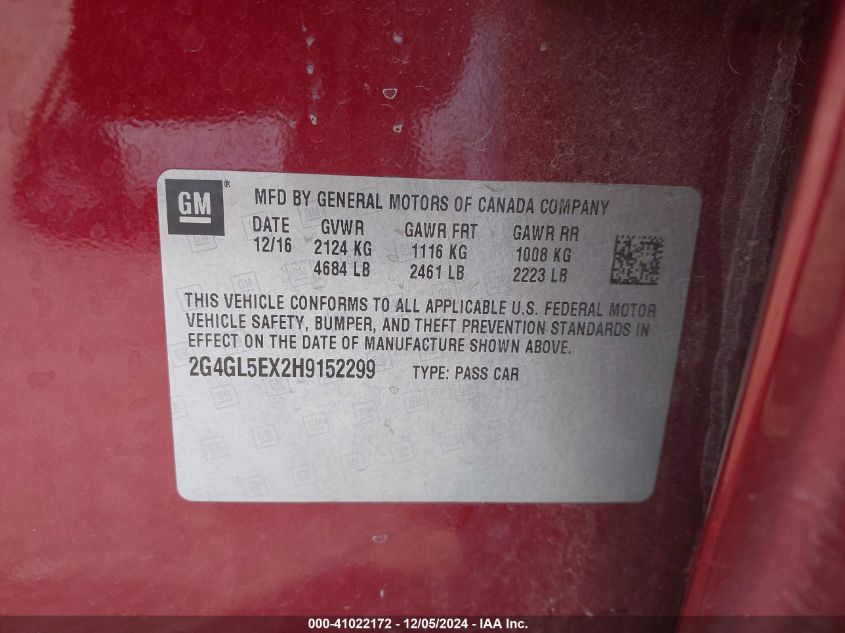 GM ® MFD BY GENERAL MOTORS OF CANADA COMPANY
DATE GVWR GAWR FRT GAWR RR
12/16 2124 KG 1116 KG 1008 KG
4684 LB 2461 LB 2223 LB
THIS VEHICLE CONFORMS TO ALL APPLICABLE U.S. FEDERAL MOTOR
VEHICLE SAFETY, BUMPER, AND THEFT PREVENTION STANDARDS IN
EFFECT ON THE DATE OF MANUFACTURE SHOWN ABOVE.
2G4GL5EX2H9152299 TYPE: PASS CAR
000-41022172 - 12/05/2024 - IAA Inc.